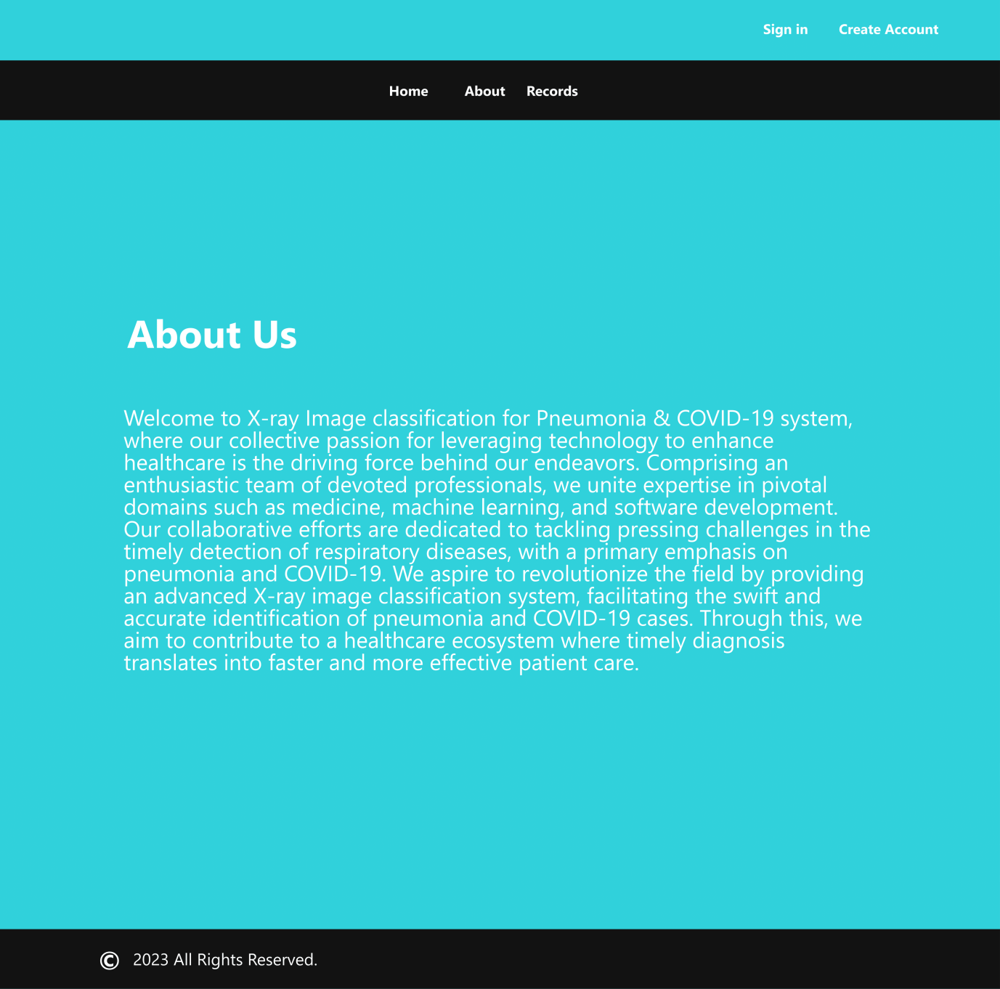 Sign in Create Account
Home About Records
About Us
Welcome to X-ray Image classification for Pneumonia & COVID-19 system,
where our collective passion for leveraging technology to enhance
healthcare is the driving force behind our endeavors. Comprising an
enthusiastic team of devoted professionals, we unite expertise in pivotal
domains such as medicine, machine learning, and software development.
Our collaborative efforts are dedicated to tackling pressing challenges in the
timely detection of respiratory diseases, with a primary emphasis on
pneumonia and COVID-19. We aspire to revolutionize the field by providing
an advanced X-ray image classification system, facilitating the swift and
accurate identification of pneumonia and COVID-19 cases. Through this, we
aim to contribute to a healthcare ecosystem where timely diagnosis
translates into faster and more effective patient care.
© 2023 All Rights Reserved.